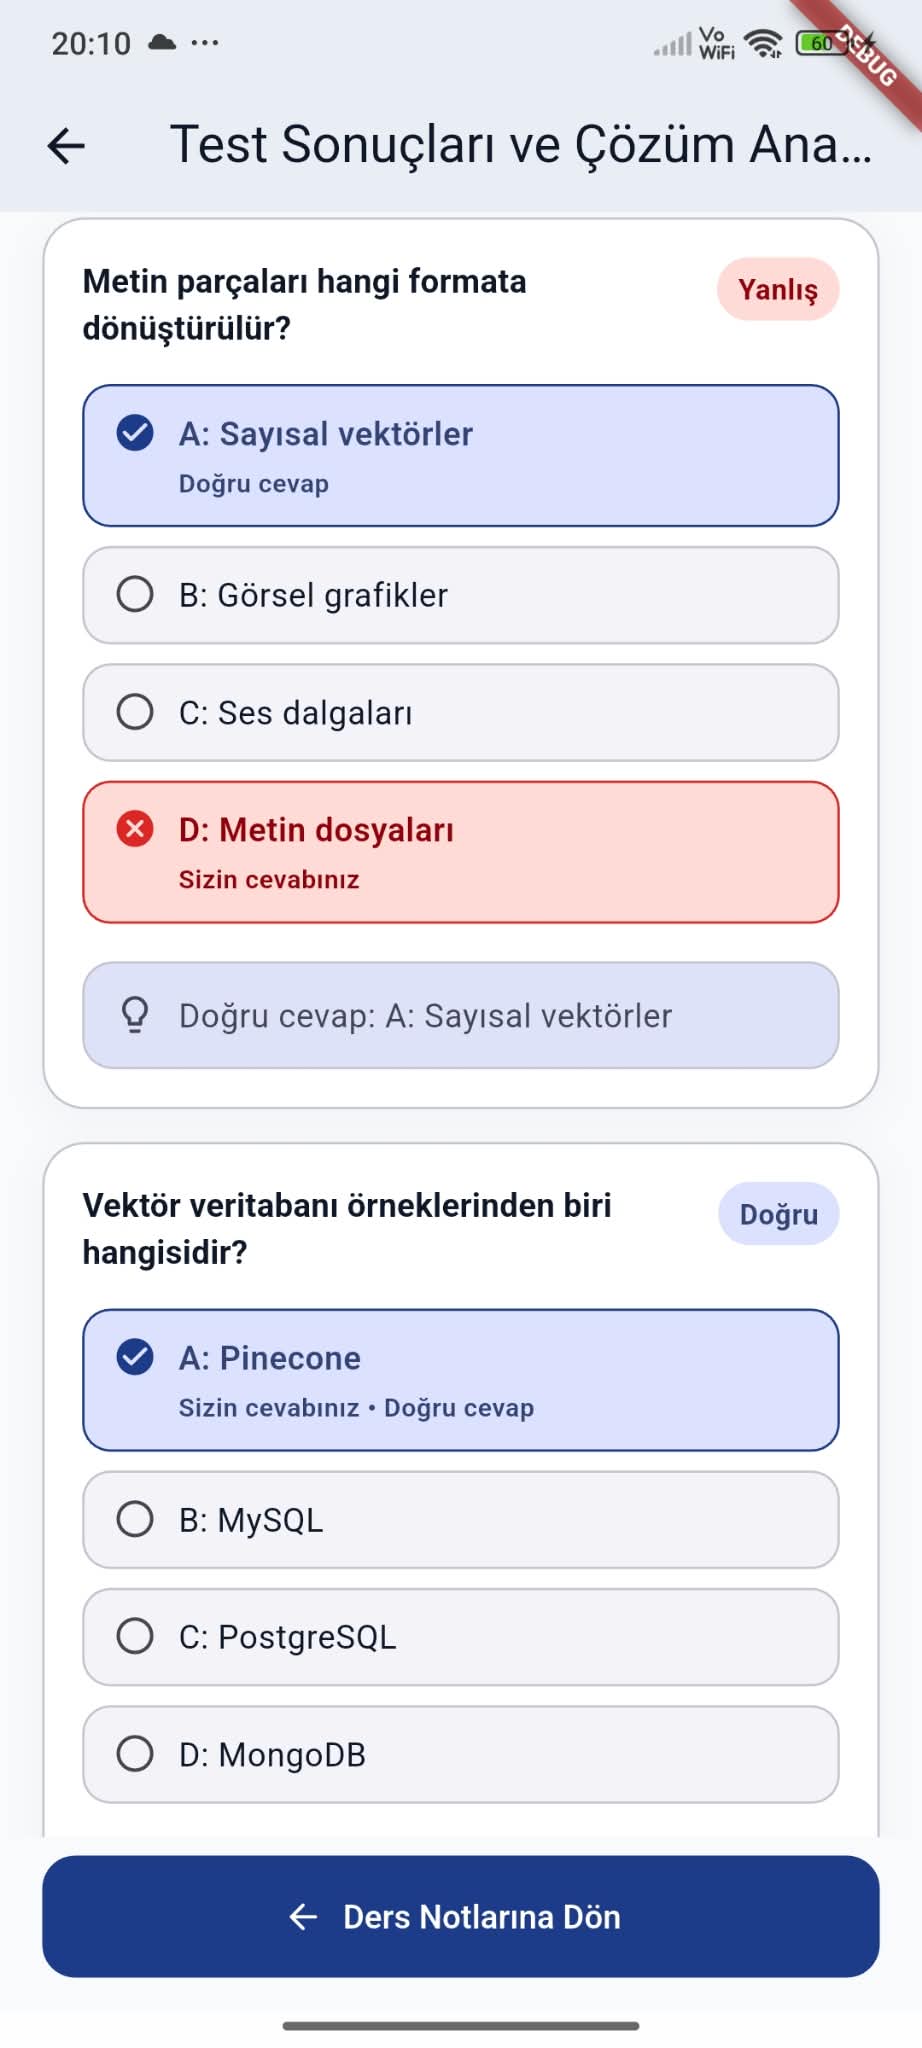 20:10
Vo
WiFi
60
DEBUG
Test Sonuçları ve Çözüm Ana...
Metin parçaları hangi formata
dönüştürülür?
Yanlış
A: Sayısal vektörler
Doğru cevap
B: Görsel grafikler
C: Ses dalgaları
D: Metin dosyaları
Sizin cevabınız
Doğru cevap: A: Sayısal vektörler
Vektör veritabanı örneklerinden biri
hangisidir?
Doğru
A: Pinecone
Sizin cevabınız • Doğru cevap
B: MySQL
C: PostgreSQL
D: MongoDB
Ders Notlarına Dön